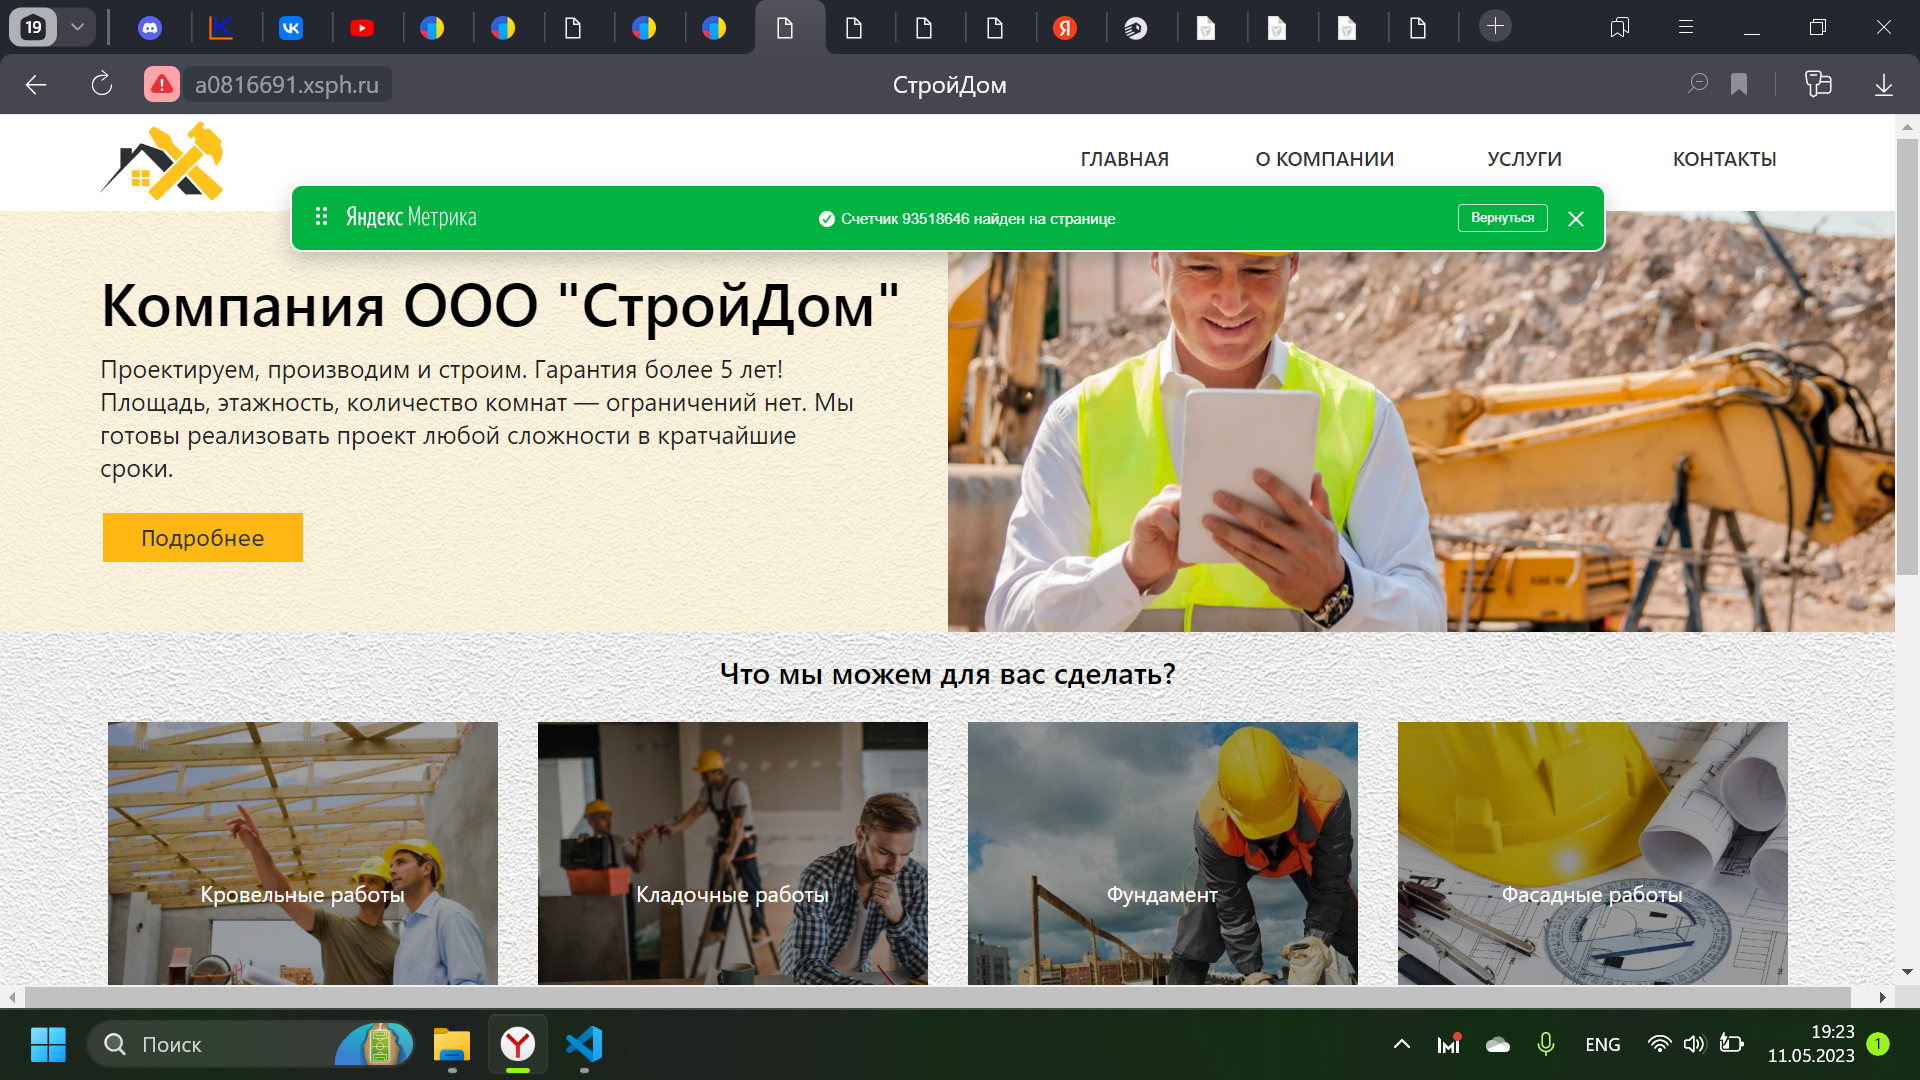 19
a0816691.xsph.ru
СтройДом
ГЛАВНАЯ
О КОМПАНИИ
УСЛУГИ
КОНТАКТЫ
Яндекс Метрика
Счетчик 93518646 найден на странице
Вернуться
Компания ООО "СтройДом"
Проектируем, производим и строим. Гарантия более 5 лет!
Площадь, этажность, количество комнат — ограничений нет. Мы
готовы реализовать проект любой сложности в кратчайшие
сроки.
Подробнее
Что мы можем для вас сделать?
Кровельные работы
Кладочные работы
Фундамент
Фасадные работы
Поиск
ENG
19:23
11.05.2023
1